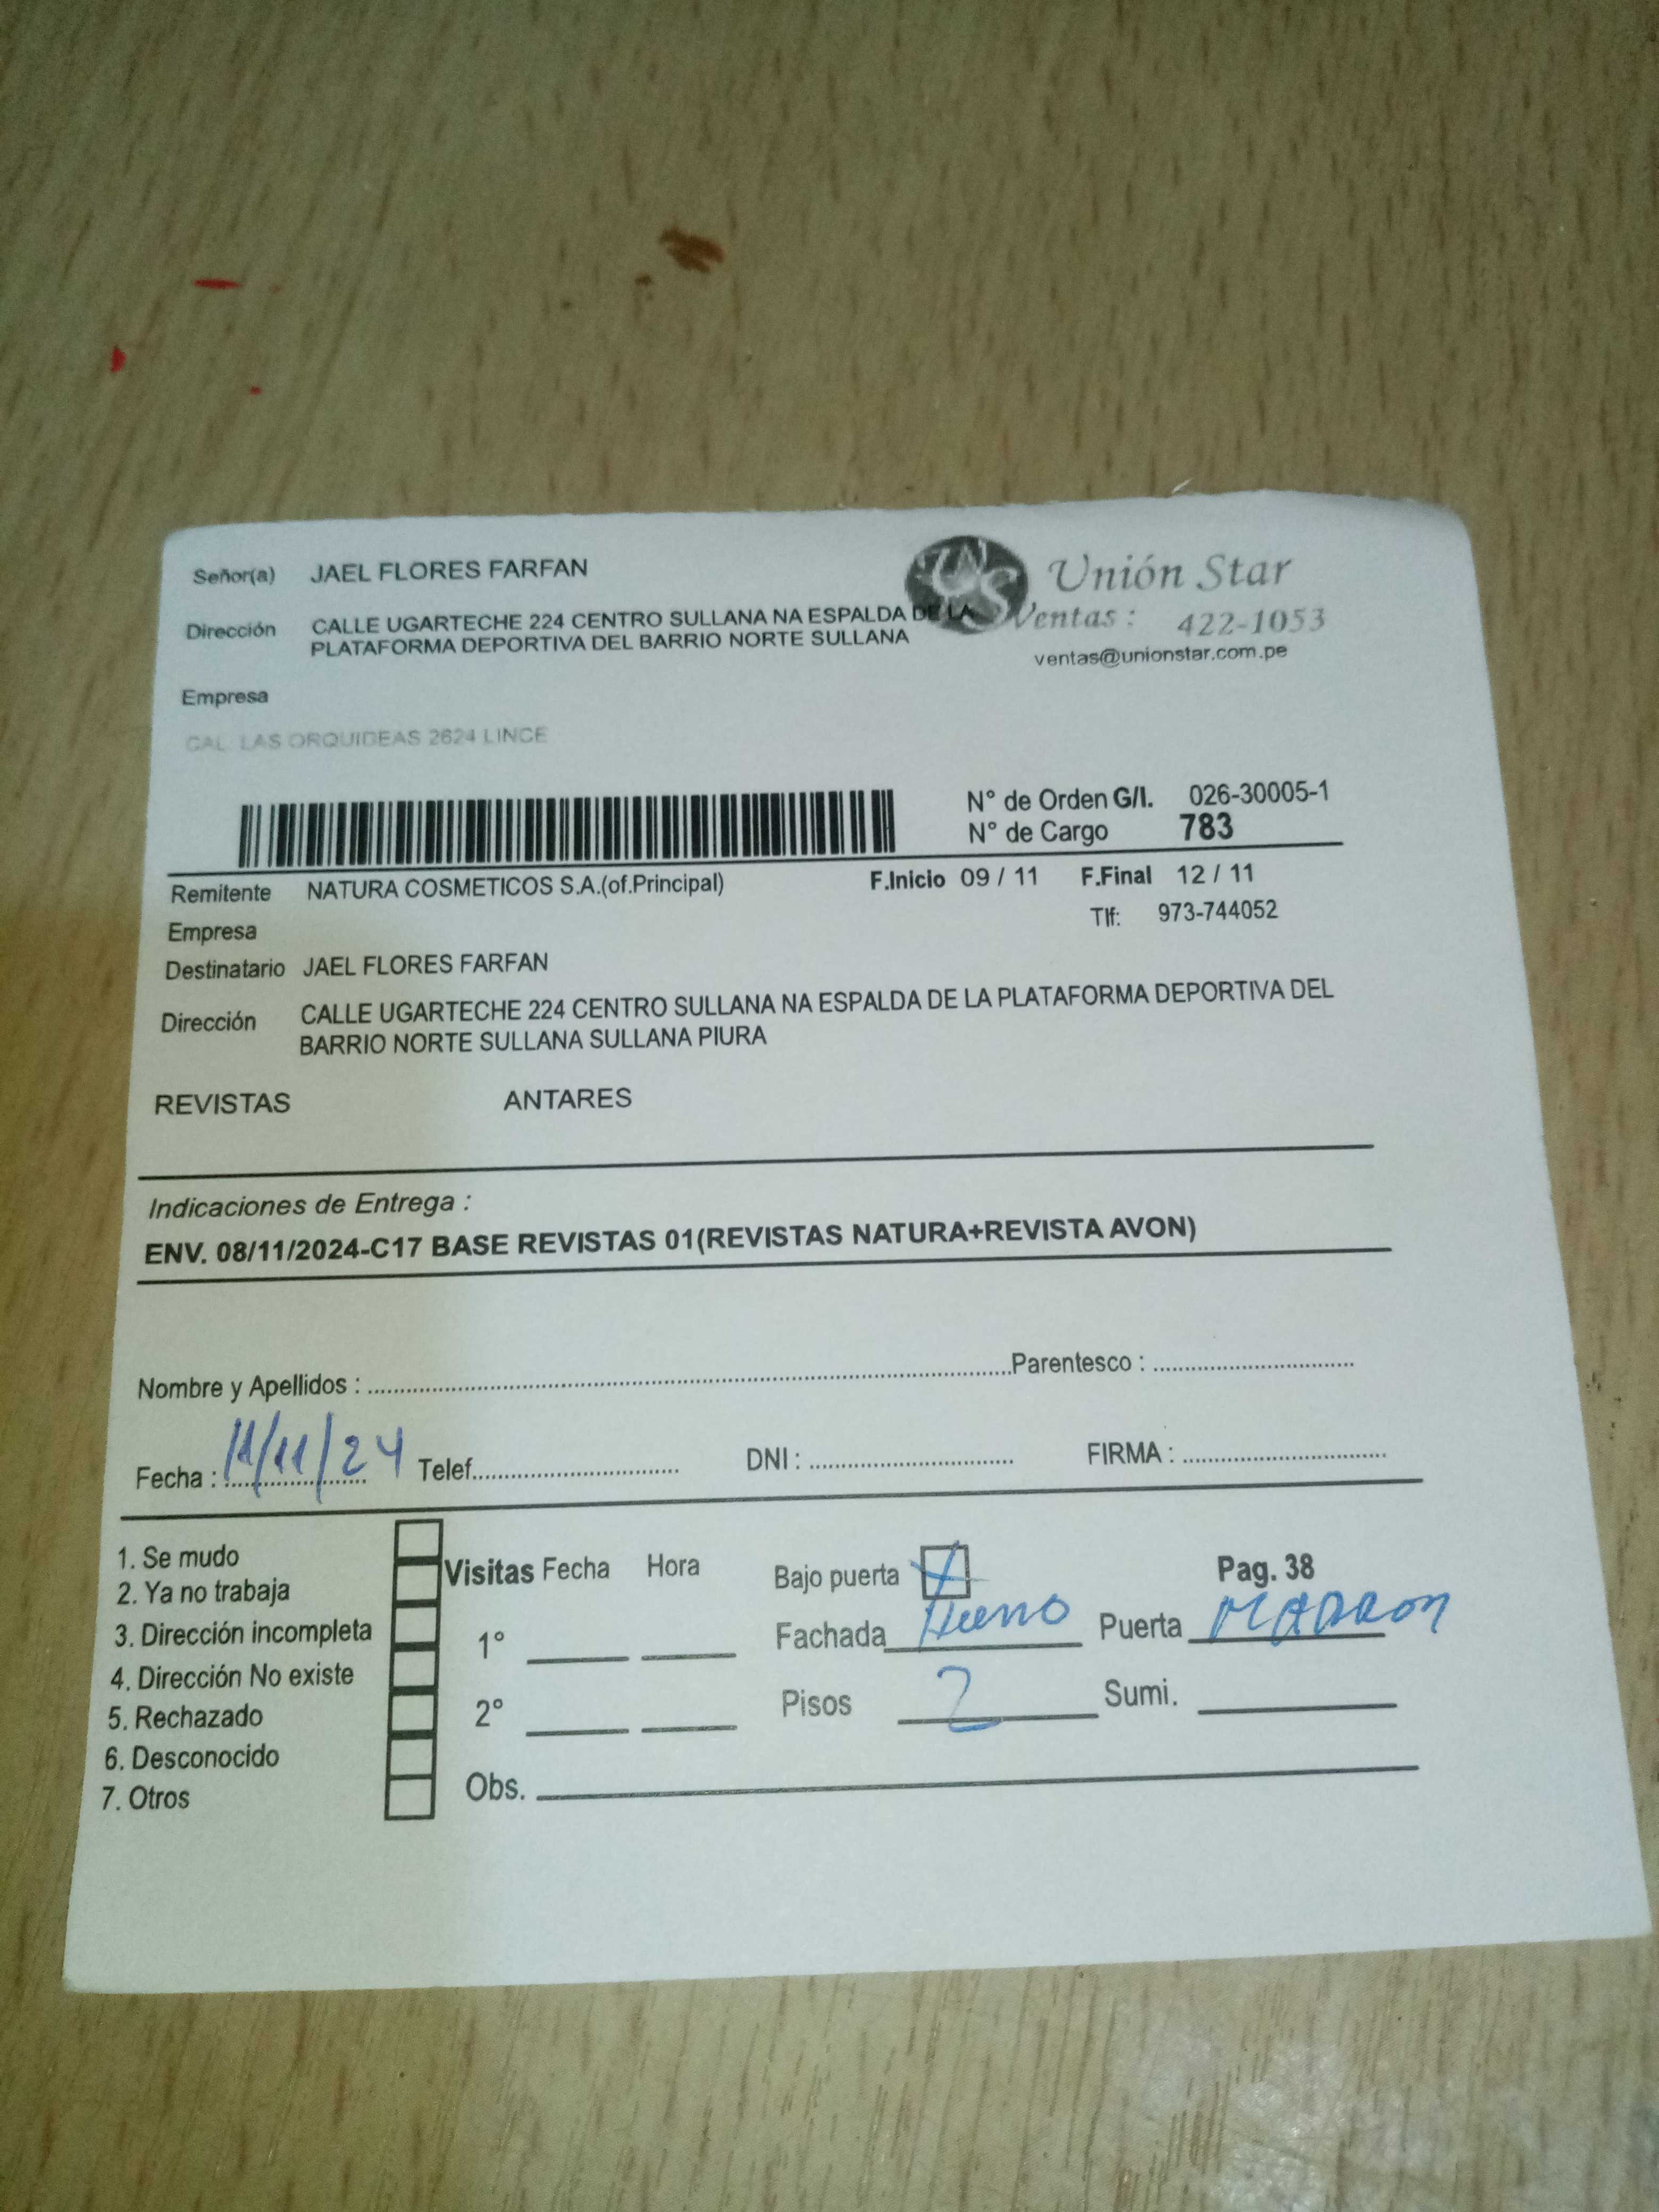 Señor(a) JAEL FLORES FARFAN
Unión Star
Dirección CALLE UGARTECHE 224 CENTRO SULLANA NA ESPALDA DE LA
PLATAFORMA DEPORTIVA DEL BARRIO NORTE SULLANA
Ventas : 422-1053
ventas@unionstar.com.pe
Empresa
CAL. LAS ORQUIDEAS 2624 LINCE
N° de Orden G/I. 026-30005-1
N° de Cargo 783
Remitente NATURA COSMETICOS S.A.(of.Principal) F.Inicio 09 / 11 F.Final 12 / 11
Empresa Tlf: 973-744052
Destinatario JAEL FLORES FARFAN
Dirección CALLE UGARTECHE 224 CENTRO SULLANA NA ESPALDA DE LA PLATAFORMA DEPORTIVA DEL
BARRIO NORTE SULLANA SULLANA PIURA
REVISTAS ANTARES
Indicaciones de Entrega :
ENV. 08/11/2024-C17 BASE REVISTAS 01(REVISTAS NATURA+REVISTA AVON)
Nombre y Apellidos : Parentesco :
Fecha : 11/11/24 Telef. DNI : FIRMA :
1. Se mudo
2. Ya no trabaja
3. Dirección incompleta
4. Dirección No existe
5. Rechazado
6. Desconocido
7. Otros
Visitas Fecha Hora
1°
2°
Obs.
Bajo puerta X Pag. 38
Fachada Puerta MARRON
Pisos 2 Sumi.